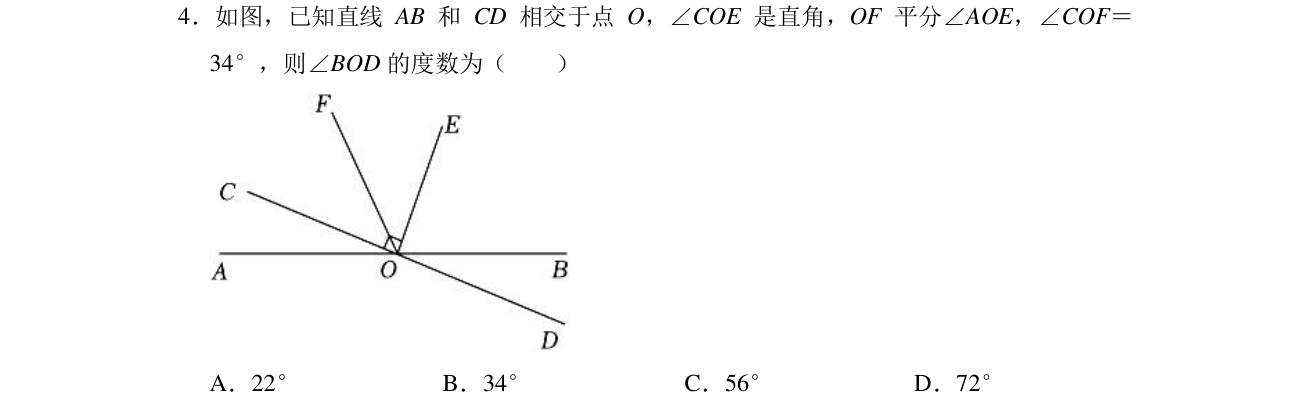 4．如图，已知直线 AB 和 CD 相交于点 O，∠COE 是直角，OF 平分∠AOE，∠COF＝
34°，则∠BOD 的度数为（　　）
F
E
C
A
O
B
D
A．22°　B．34°　C．56°　D．72°